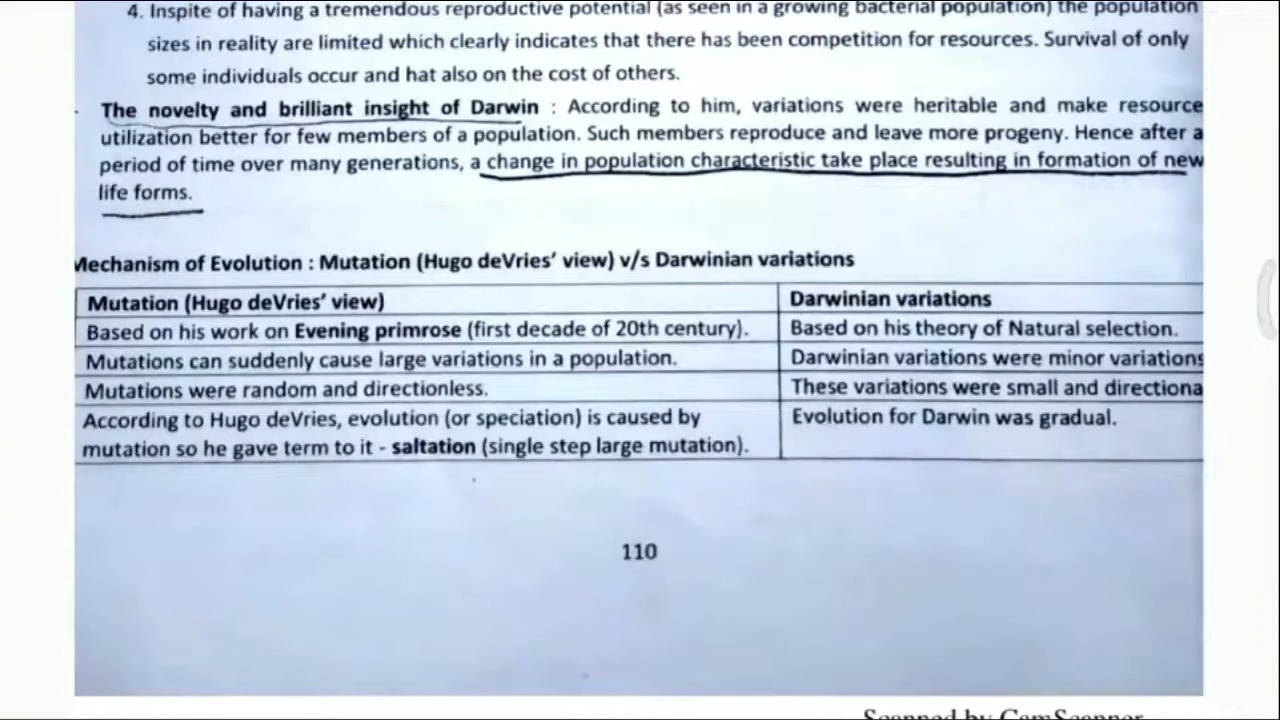 4. Inspite of having a tremendous reproductive potential (as seen in a growing bacterial population) the population
sizes in reality are limited which clearly indicates that there has been competition for resources. Survival of only
some individuals occur and hat also on the cost of others.
The novelty and brilliant insight of Darwin : According to him, variations were heritable and make resource
utilization better for few members of a population. Such members reproduce and leave more progeny. Hence after a
period of time over many generations, a change in population characteristic take place resulting in formation of new
life forms.
Mechanism of Evolution : Mutation (Hugo deVries' view) v/s Darwinian variations
Mutation (Hugo deVries' view) Darwinian variations
Based on his work on Evening primrose (first decade of 20th century). Based on his theory of Natural selection.
Mutations can suddenly cause large variations in a population. Darwinian variations were minor variations
Mutations were random and directionless. These variations were small and directiona
According to Hugo deVries, evolution (or speciation) is caused by Evolution for Darwin was gradual.
mutation so he gave term to it - saltation (single step large mutation).
110
Scanned by CamScanner